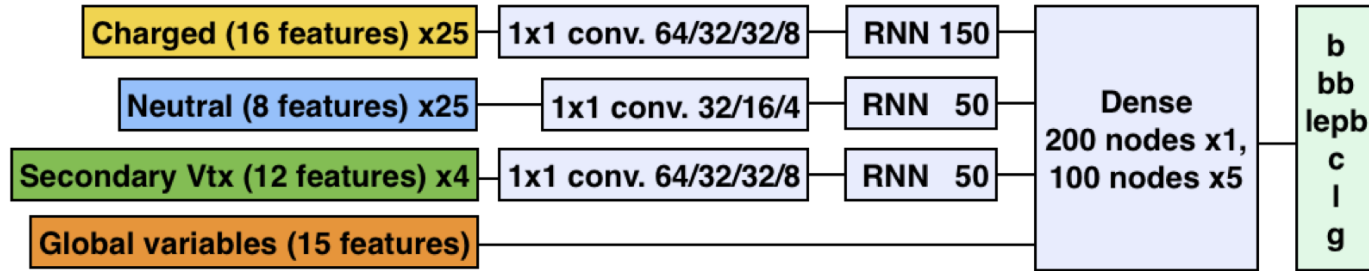 Charged (16 features) x25
1x1 conv. 64/32/32/8
RNN 150
Neutral (8 features) x25
1x1 conv. 32/16/4
RNN 50
Secondary Vtx (12 features) x4
1x1 conv. 64/32/32/8
RNN 50
Global variables (15 features)
Dense
200 nodes x1,
100 nodes x5
b
bb
lepb
c
l
g